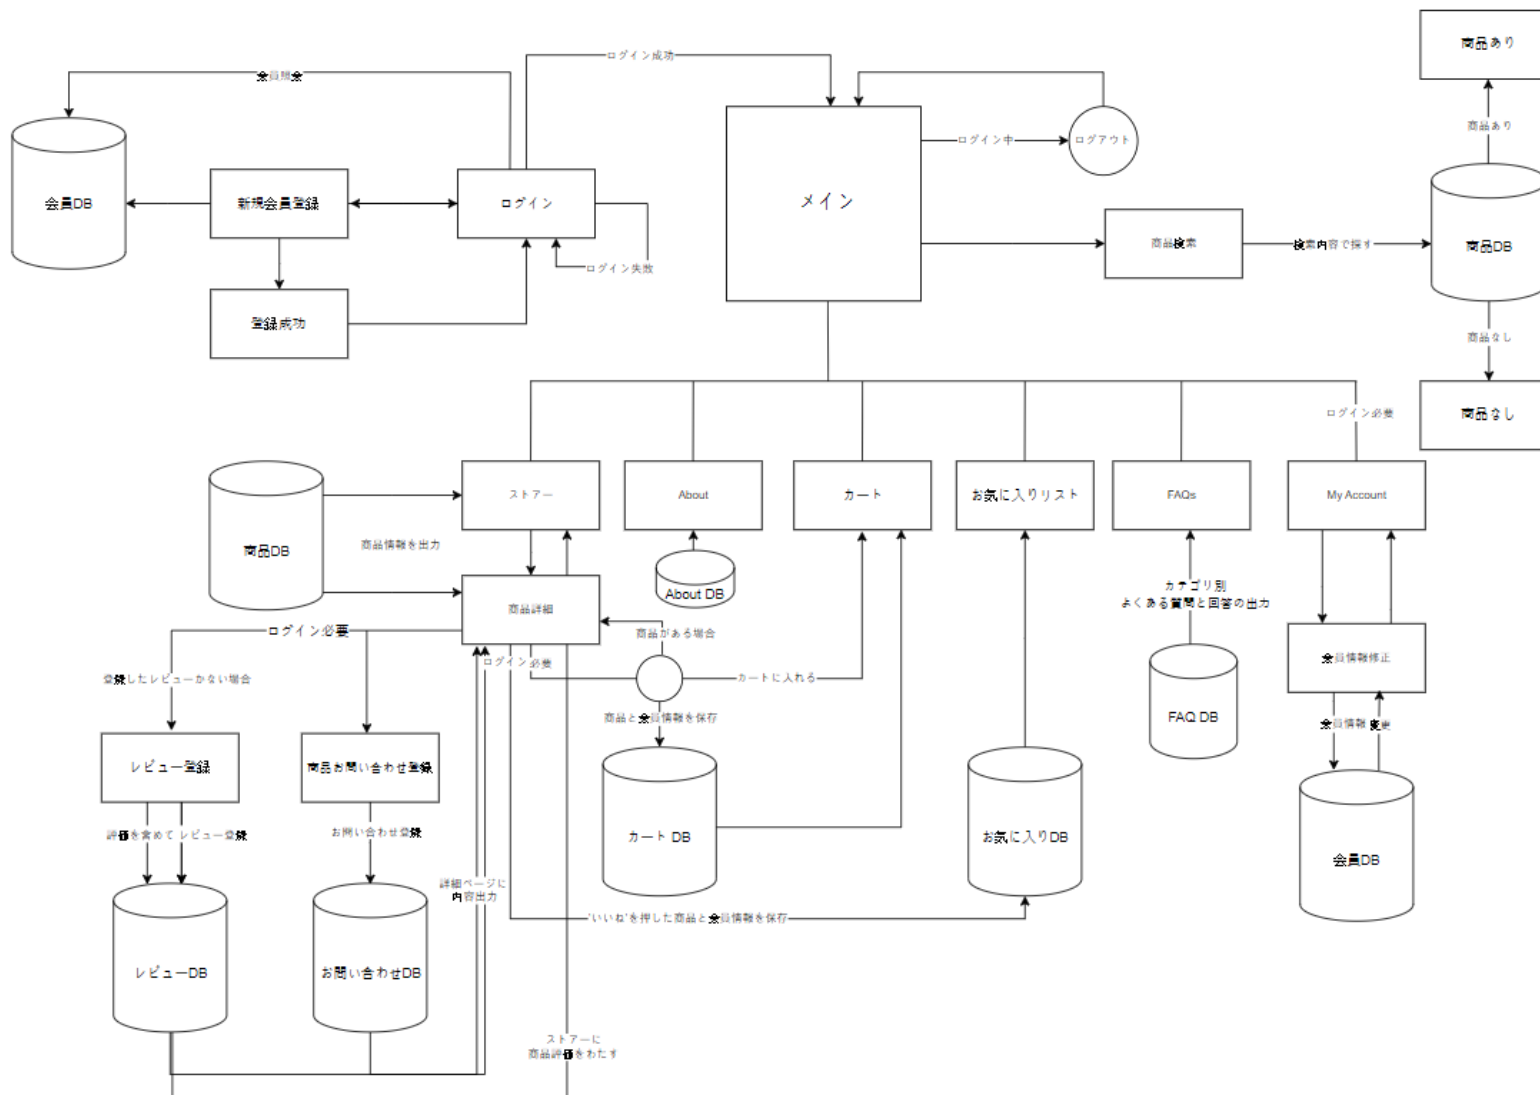 商品あり
ログイン成功
会員照会
商品あり
ログイン中
ログアウト
会員DB
新規会員登録
ログイン
メイン
商品検索
検索内容で探す
商品DB
ログイン失敗
登録成功
商品なし
ログイン必要
商品なし
ストアー
About
カート
お気に入りリスト
FAQs
My Account
商品DB
商品情報を出力
About DB
カテゴリ別
よくある質問と回答の出力
商品詳細
ログイン必要
商品がある場合
ログイン必要
会員情報修正
登録したレビューがない場合
カートに入れる
商品と会員情報を保存
FAQ DB
会員情報 変更
レビュー登録
商品お問い合わせ登録
評価を含めて レビュー登録
お問い合わせ登録
カート DB
お気に入りDB
会員DB
詳細ページに
内容出力
'いいね'を押した商品と会員情報を保存
レビューDB
お問い合わせDB
ストアーに
商品評価をわたす